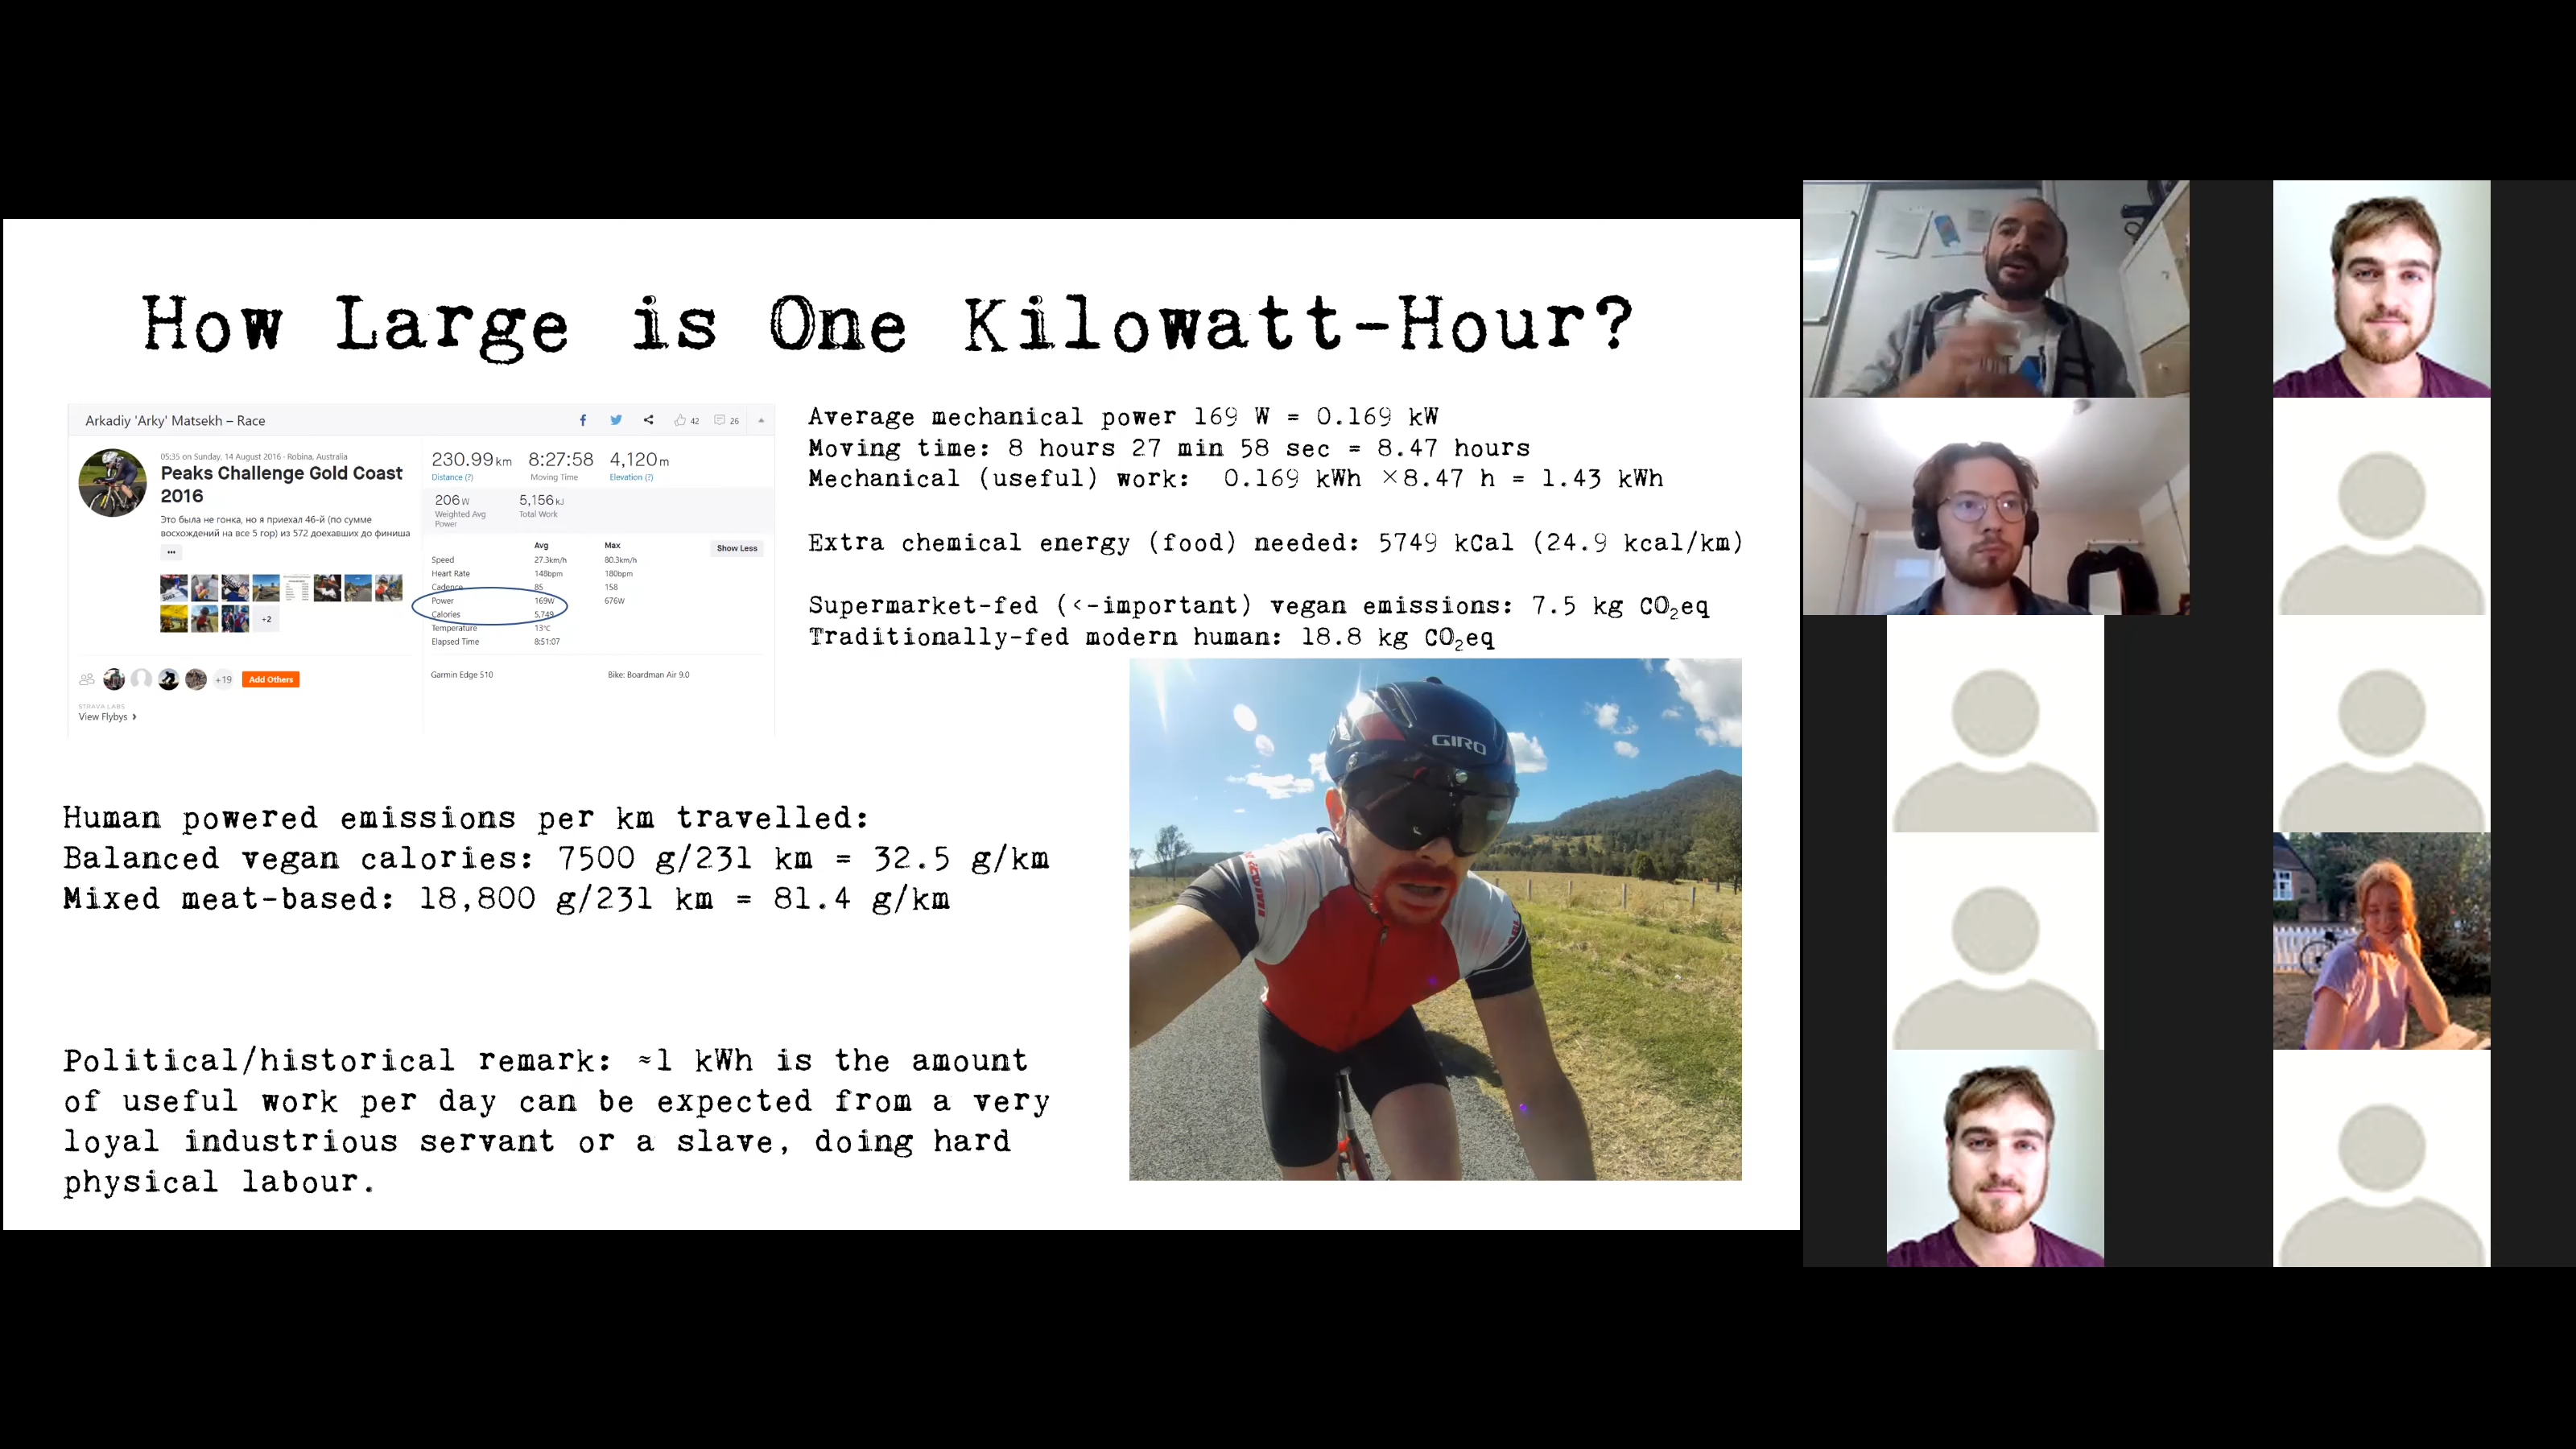 How Large is One Kilowatt-Hour?
Arkadiy 'Arky' Matsekh – Race
42
26
05:35 on Sunday, 14 August 2016 · Robina, Australia
Peaks Challenge Gold Coast
2016
Это была не гонка, но я приехал 46-й (по сумме
восхождений на все 5 гор) из 572 доехавших до финиша
•••
+2
+19
Add Others
STRAVA LABS
View Flybys
230.99km 8:27:58 4,120m
Distance (?) Moving Time Elevation (?)
206W 5,156kJ
Weighted Avg Total Work
Power
Avg Max
Show Less
Speed 27.3km/h 80.3km/h
Heart Rate 148bpm 180bpm
Cadence 85 158
Power 169W 676W
Calories 5,749
Temperature 13℃
Elapsed Time 8:51:07
Garmin Edge 510 Bike: Boardman Air 9.0
Average mechanical power 169 W = 0.169 kW
Moving time: 8 hours 27 min 58 sec = 8.47 hours
Mechanical (useful) work: 0.169 kWh ×8.47 h = 1.43 kWh
Extra chemical energy (food) needed: 5749 kCal (24.9 kcal/km)
Supermarket-fed (<-important) vegan emissions: 7.5 kg CO₂eq
Traditionally-fed modern human: 18.8 kg CO₂eq
GIRO
Human powered emissions per km travelled:
Balanced vegan calories: 7500 g/231 km = 32.5 g/km
Mixed meat-based: 18,800 g/231 km = 81.4 g/km
Political/historical remark: ≈1 kWh is the amount
of useful work per day can be expected from a very
loyal industrious servant or a slave, doing hard
physical labour.